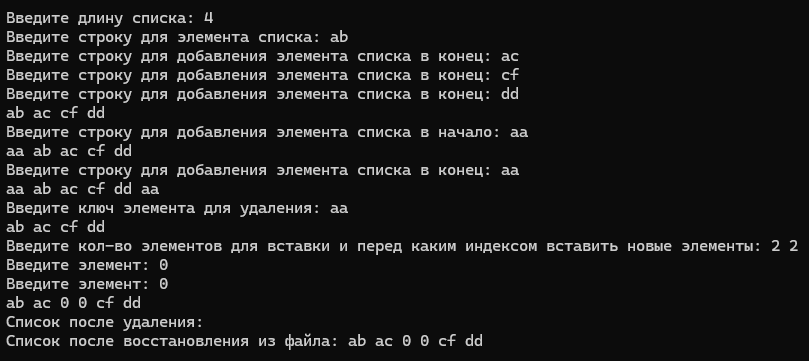 Введите длину списка: 4
Введите строку для элемента списка: ab
Введите строку для добавления элемента списка в конец: ac
Введите строку для добавления элемента списка в конец: cf
Введите строку для добавления элемента списка в конец: dd
ab ac cf dd
Введите строку для добавления элемента списка в начало: aa
aa ab ac cf dd
Введите строку для добавления элемента списка в конец: aa
aa ab ac cf dd aa
Введите ключ элемента для удаления: aa
ab ac cf dd
Введите кол-во элементов для вставки и перед каким индексом вставить новые элементы: 2 2
Введите элемент: 0
Введите элемент: 0
ab ac 0 0 cf dd
Список после удаления:
Список после восстановления из файла: ab ac 0 0 cf dd